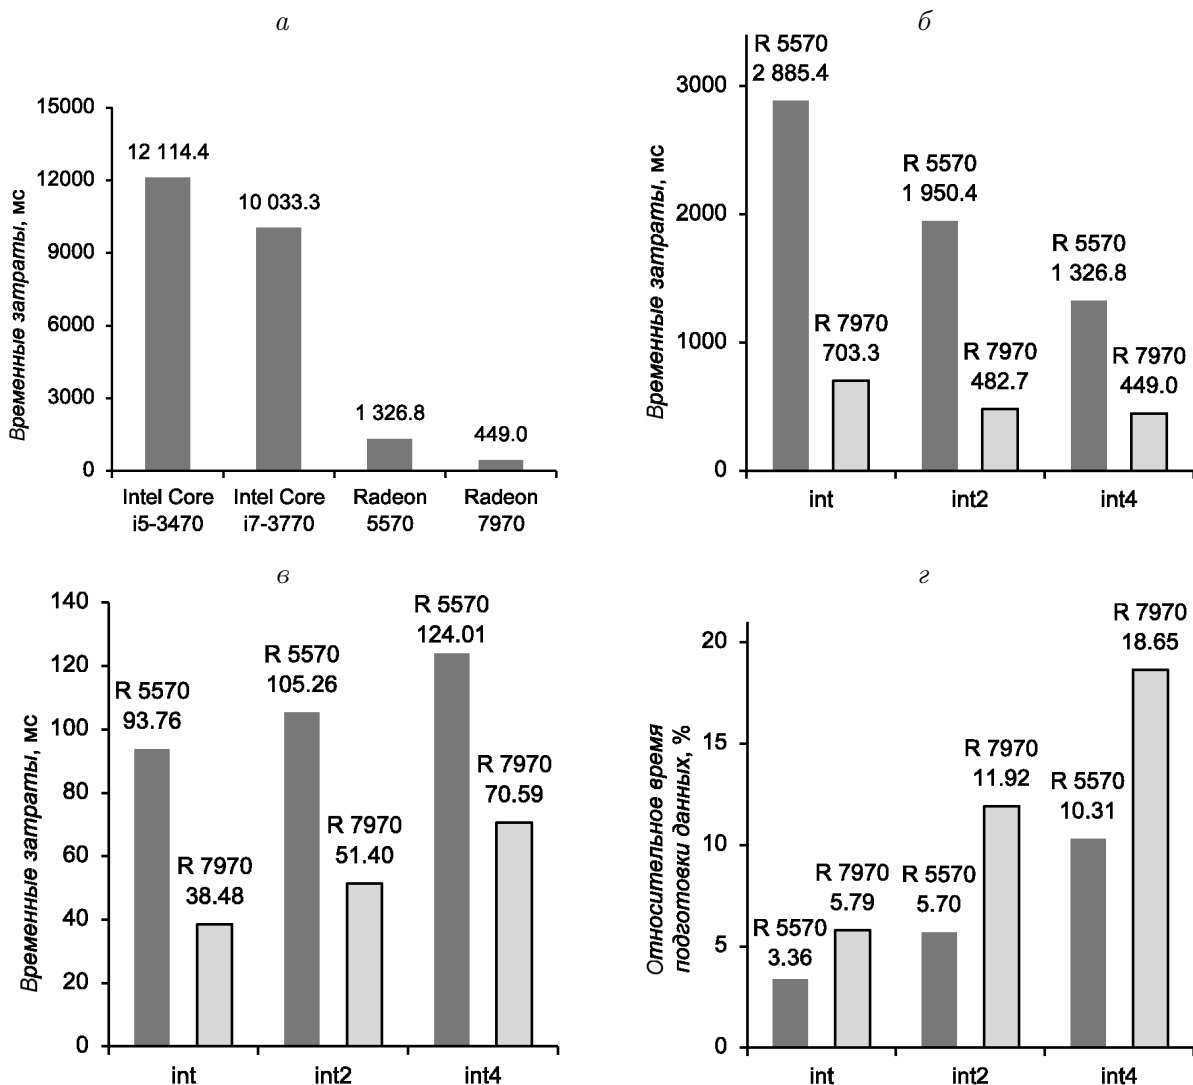 а
Временные затраты, мс
15000
12000
9000
6000
3000
0
12 114.4
10 033.3
1 326.8
449.0
Intel Core
i5-3470
Intel Core
i7-3770
Radeon
5570
Radeon
7970
б
Временные затраты, мс
3000
2000
1000
0
R 5570
2 885.4
R 7970
703.3
R 5570
1 950.4
R 7970
482.7
R 5570
1 326.8
R 7970
449.0
int
int2
int4
в
Временные затраты, мс
140
120
100
80
60
40
20
0
R 5570
93.76
R 7970
38.48
R 5570
105.26
R 7970
51.40
R 5570
124.01
R 7970
70.59
int
int2
int4
г
Относительное время
подготовки данных, %
20
15
10
5
0
R 5570
3.36
R 7970
5.79
R 5570
5.70
R 7970
11.92
R 5570
10.31
R 7970
18.65
int
int2
int4